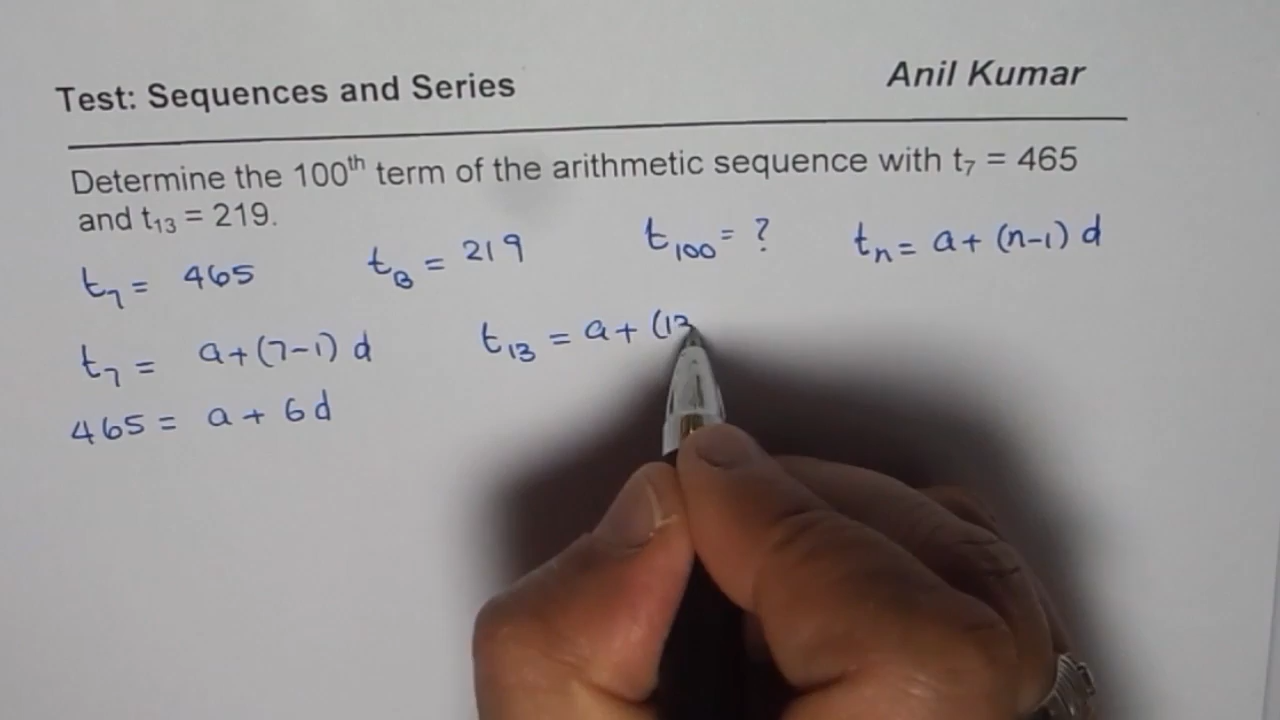 Test: Sequences and Series Anil Kumar
Determine the 100th term of the arithmetic sequence with t7 = 465
and t13 = 219.
t7 = 465 t13 = 219 t100 = ? tn = a + (n-1) d
t7 = a + (7-1) d t13 = a + (13
465 = a + 6d